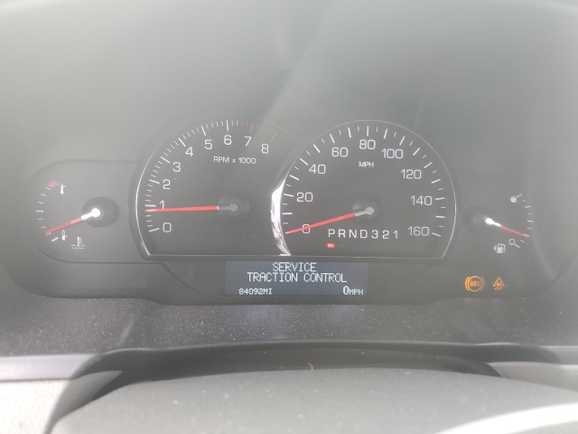 0 1 2 3 4 5 6 7 8
RPM x 1000
0 20 40 60 80 100 120 140 160
MPH
PRND321
SERVICE
TRACTION CONTROL
84092MI 0MPH